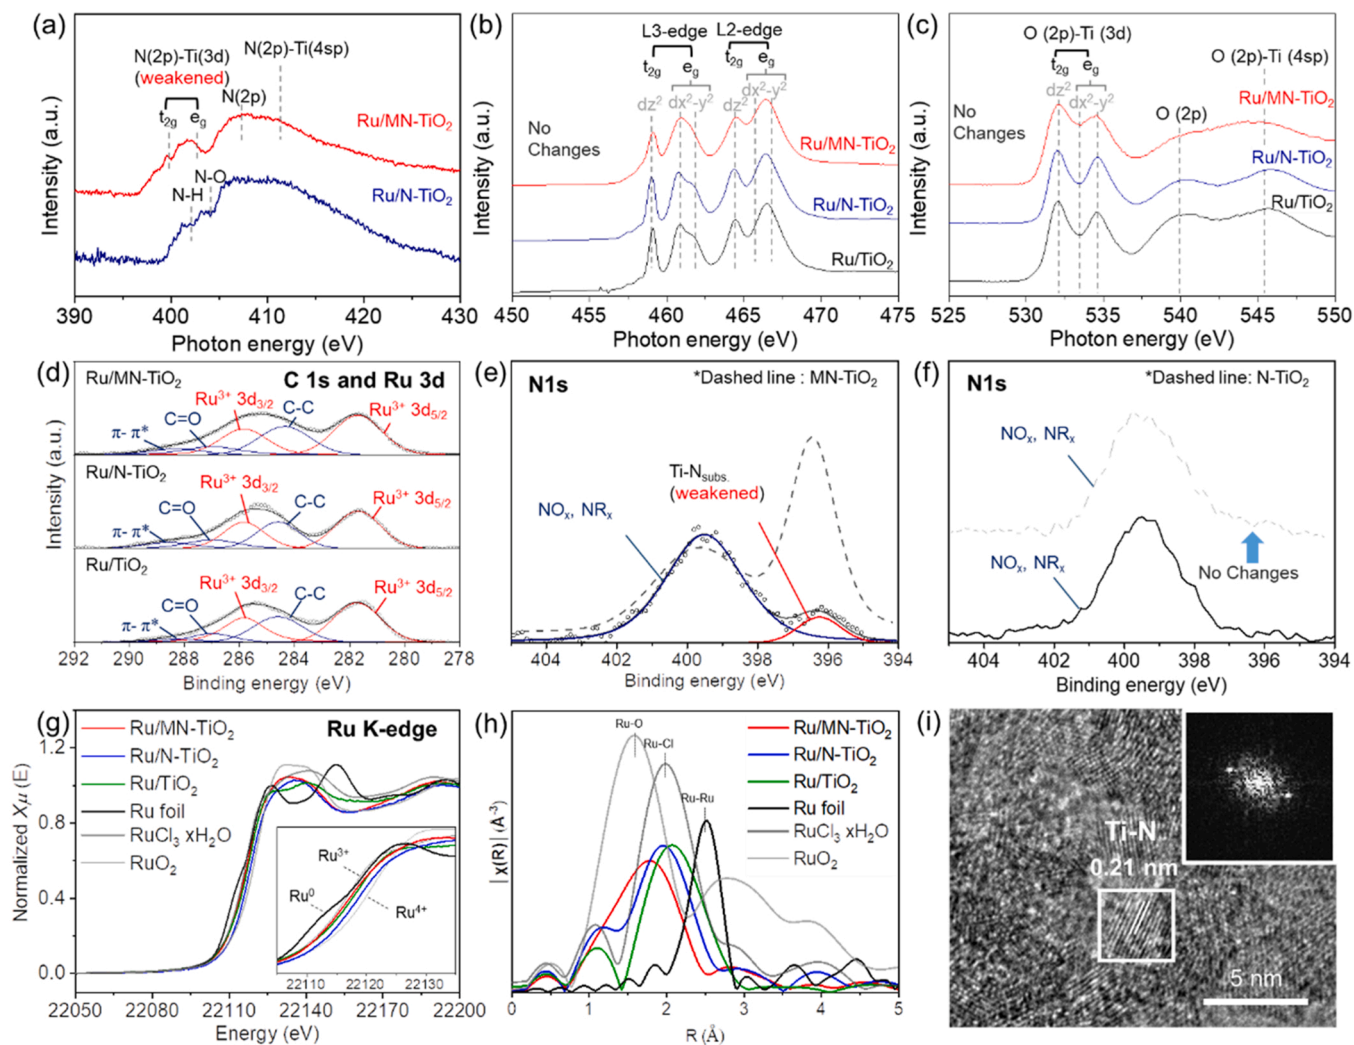 (a)
N(2p)-Ti(3d)
(weakened)
N(2p)-Ti(4sp)
N(2p)
t2g eg
Ru/MN-TiO2
N-O
N-H
Ru/N-TiO2
Intensity (a.u.)
390 400 410 420 430
Photon energy (eV)
(b)
L3-edge L2-edge
t2g eg t2g eg
dz² dx²-y² dz² dx²-y²
No
Changes
Ru/MN-TiO2
Ru/N-TiO2
Ru/TiO2
Intensity (a.u.)
450 455 460 465 470 475
Photon energy (eV)
(c)
O (2p)-Ti (3d)
O (2p)-Ti (4sp)
t2g eg
dz² dx²-y²
Ru/MN-TiO2
No
Changes
O (2p)
Ru/N-TiO2
Ru/TiO2
Intensity (a.u.)
525 530 535 540 545 550
Photon energy (eV)
(d)
C 1s and Ru 3d
Ru/MN-TiO2
π- π* C=O Ru³⁺ 3d3/2 C-C Ru³⁺ 3d5/2
Ru/N-TiO2
π- π* C=O Ru³⁺ 3d3/2 C-C Ru³⁺ 3d5/2
Ru/TiO2
π- π* C=O Ru³⁺ 3d3/2 C-C Ru³⁺ 3d5/2
Intensity (a.u.)
292 290 288 286 284 282 280 278
Binding energy (eV)
(e)
N1s
*Dashed line : MN-TiO2
Ti-Nsubs.
(weakened)
NOx, NRx
Intensity (a.u.)
404 402 400 398 396 394
Binding energy (eV)
(f)
N1s
*Dashed line: N-TiO2
NOx, NRx
No Changes
NOx, NRx
Intensity (a.u.)
404 402 400 398 396 394
Binding energy (eV)
(g)
Ru K-edge
Ru/MN-TiO2
Ru/N-TiO2
Ru/TiO2
Ru foil
RuCl3 xH2O
RuO2
Ru³⁺
Ru⁰
Ru⁴⁺
22110 22120 22130
Normalized Xμ (E)
1.2
0.8
0.4
0.0
22050 22080 22110 22140 22170 22200
Energy (eV)
(h)
Ru-O
Ru-Cl
Ru-Ru
Ru/MN-TiO2
Ru/N-TiO2
Ru/TiO2
Ru foil
RuCl3 xH2O
RuO2
| χ(R) | (A⁻³)
0 1 2 3 4 5
R (Å)
(i)
Ti-N
0.21 nm
5 nm